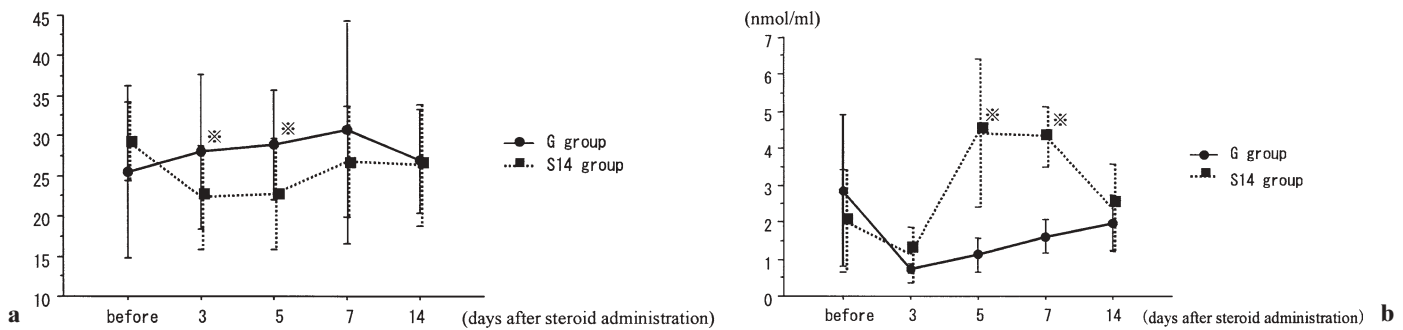 45
40
35
30
25
20
15
10
※
※
G group
S14 group
before 3 5 7 14 (days after steroid administration)
a
(nmol/ml)
7
6
5
4
3
2
1
0
※
※
G group
S14 group
before 3 5 7 14 (days after steroid administration)
b